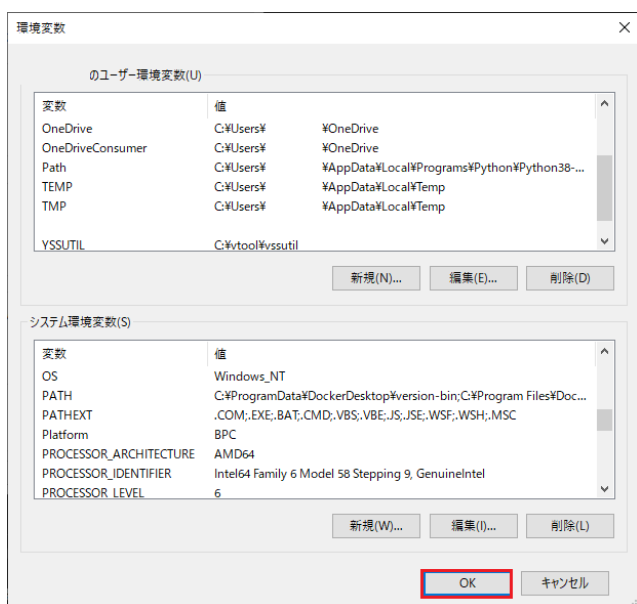 環境変数
のユーザー環境変数(U)
変数 値
OneDrive C:¥Users¥ ¥OneDrive
OneDriveConsumer C:¥Users¥ ¥OneDrive
Path C:¥Users¥ ¥AppData¥Local¥Programs¥Python¥Python38-...
TEMP C:¥Users¥ ¥AppData¥Local¥Temp
TMP C:¥Users¥ ¥AppData¥Local¥Temp
YSSUTIL C:¥vtool¥vssutil
新規(N)... 編集(E)... 削除(D)
システム環境変数(S)
変数 値
OS Windows_NT
PATH C:¥ProgramData¥DockerDesktop¥version-bin;C:¥Program Files¥Doc...
PATHEXT .COM;.EXE;.BAT;.CMD;.VBS;.VBE;.JS;.JSE;.WSF;.WSH;.MSC
Platform BPC
PROCESSOR_ARCHITECTURE AMD64
PROCESSOR_IDENTIFIER Intel64 Family 6 Model 58 Stepping 9, GenuineIntel
PROCESSOR_LEVEL 6
新規(W)... 編集(I)... 削除(L)
OK キャンセル